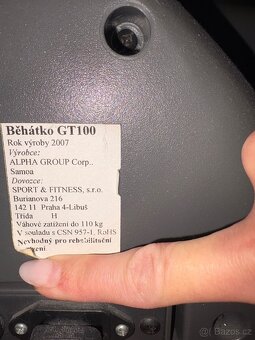 Běhátko GT100
Rok výroby 2007
Výrobce:
ALPHA GROUP Corp..
Samoa
Dovozce:
SPORT & FITNESS, s.r.o.
Burianova 216
142 11 Praha 4-Libuš
Třída H
Váhové zatížení do 110 kg
V souladu s ČSN 957-1. RoHS
Nevhodný pro rehabilitační